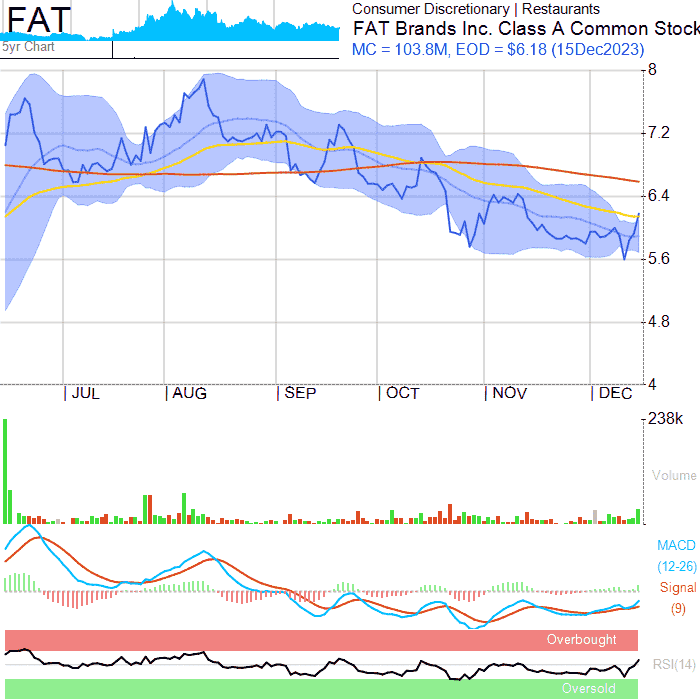 FAT
5yr Chart
Consumer Discretionary | Restaurants
FAT Brands Inc. Class A Common Stock
MC = 103.8M, EOD = $6.18 (15Dec2023)
8
7.2
6.4
5.6
4.8
4
JUL
AUG
SEP
OCT
NOV
DEC
238k
Volume
MACD
(12-26)
Signal
(9)
Overbought
RSI(14)
Oversold